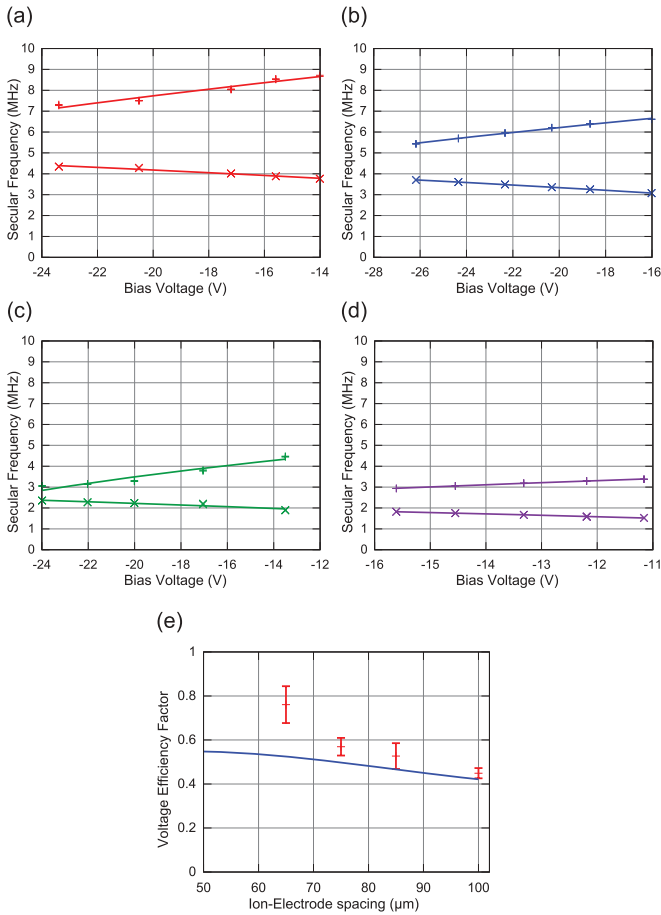 (a)
10
9
8
7
6
5
4
3
2
1
0
Secular Frequency (MHz)
-24 -22 -20 -18 -16 -14
Bias Voltage (V)
(b)
10
9
8
7
6
5
4
3
2
1
0
Secular Frequency (MHz)
-28 -26 -24 -22 -20 -18 -16
Bias Voltage (V)
(c)
10
9
8
7
6
5
4
3
2
1
0
Secular Frequency (MHz)
-24 -22 -20 -18 -16 -14 -12
Bias Voltage (V)
(d)
10
9
8
7
6
5
4
3
2
1
0
Secular Frequency (MHz)
-16 -15 -14 -13 -12 -11
Bias Voltage (V)
(e)
1
0.8
0.6
0.4
0.2
0
Voltage Efficiency Factor
50 60 70 80 90 100
Ion-Electrode spacing (μm)